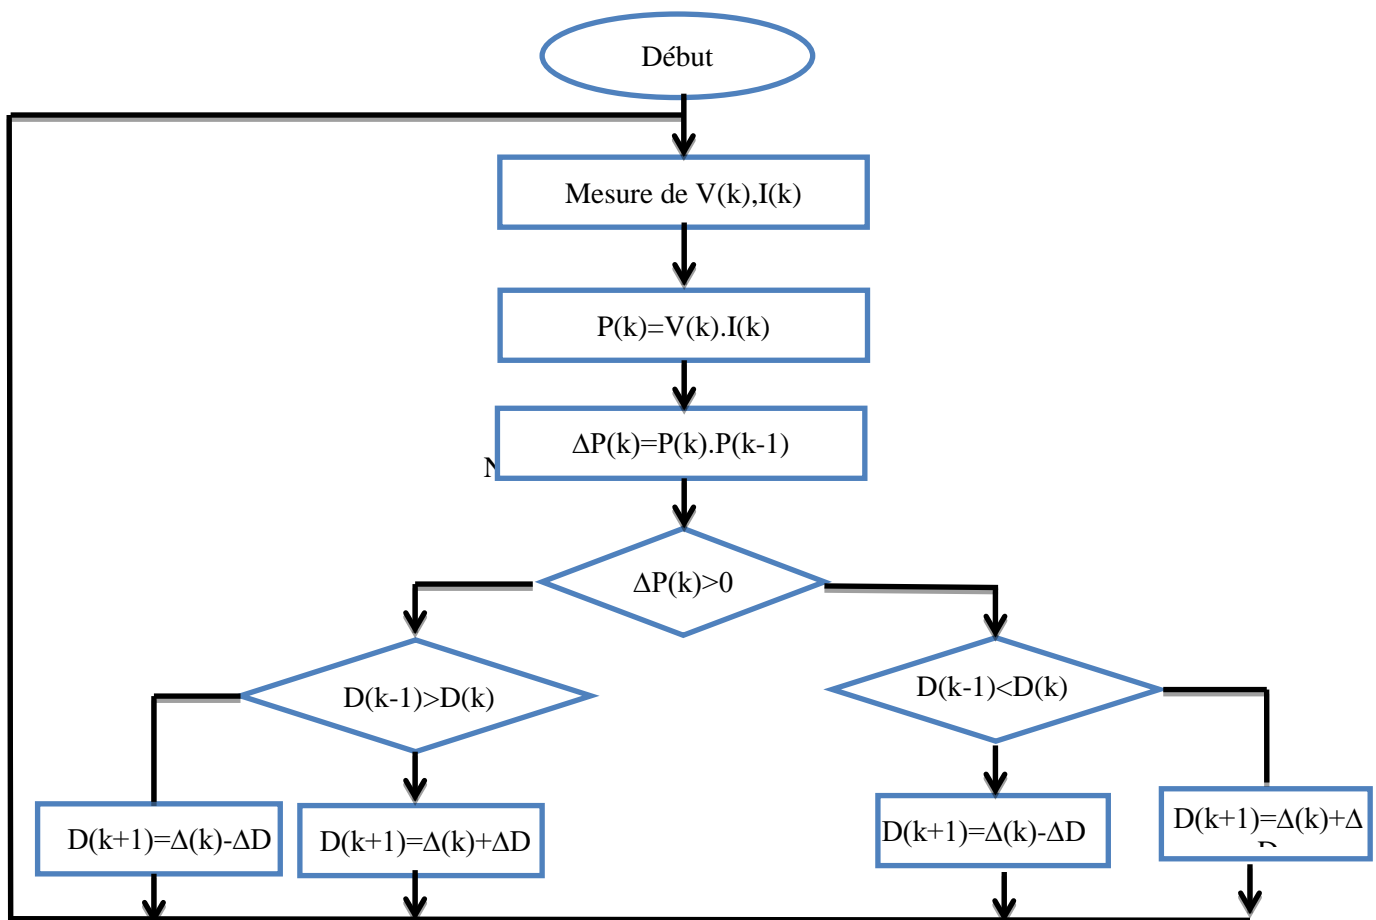 Début
Mesure de V(k),I(k)
P(k)=V(k).I(k)
ΔP(k)=P(k).P(k-1)
ΔP(k)>0
D(k-1)>D(k)
D(k-1)<D(k)
D(k+1)=Δ(k)-ΔD
D(k+1)=Δ(k)+ΔD
D(k+1)=Δ(k)-ΔD
D(k+1)=Δ(k)+Δ